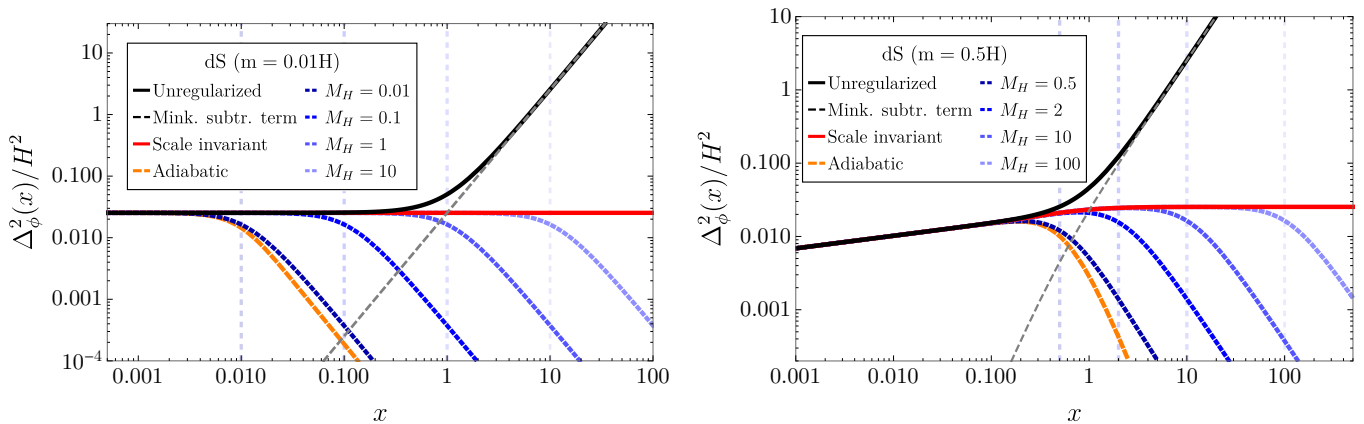 dS (m = 0.01H)
Unregularized
Mink. subtr. term
Scale invariant
Adiabatic
M_H = 0.01
M_H = 0.1
M_H = 1
M_H = 10
Δ²_ϕ(x)/H²
10
1
0.100
0.010
0.001
10⁻⁴
0.001
0.010
0.100
1
10
100
x
dS (m = 0.5H)
Unregularized
Mink. subtr. term
Scale invariant
Adiabatic
M_H = 0.5
M_H = 2
M_H = 10
M_H = 100
Δ²_ϕ(x)/H²
10
1
0.100
0.010
0.001
0.001
0.010
0.100
1
10
100
x